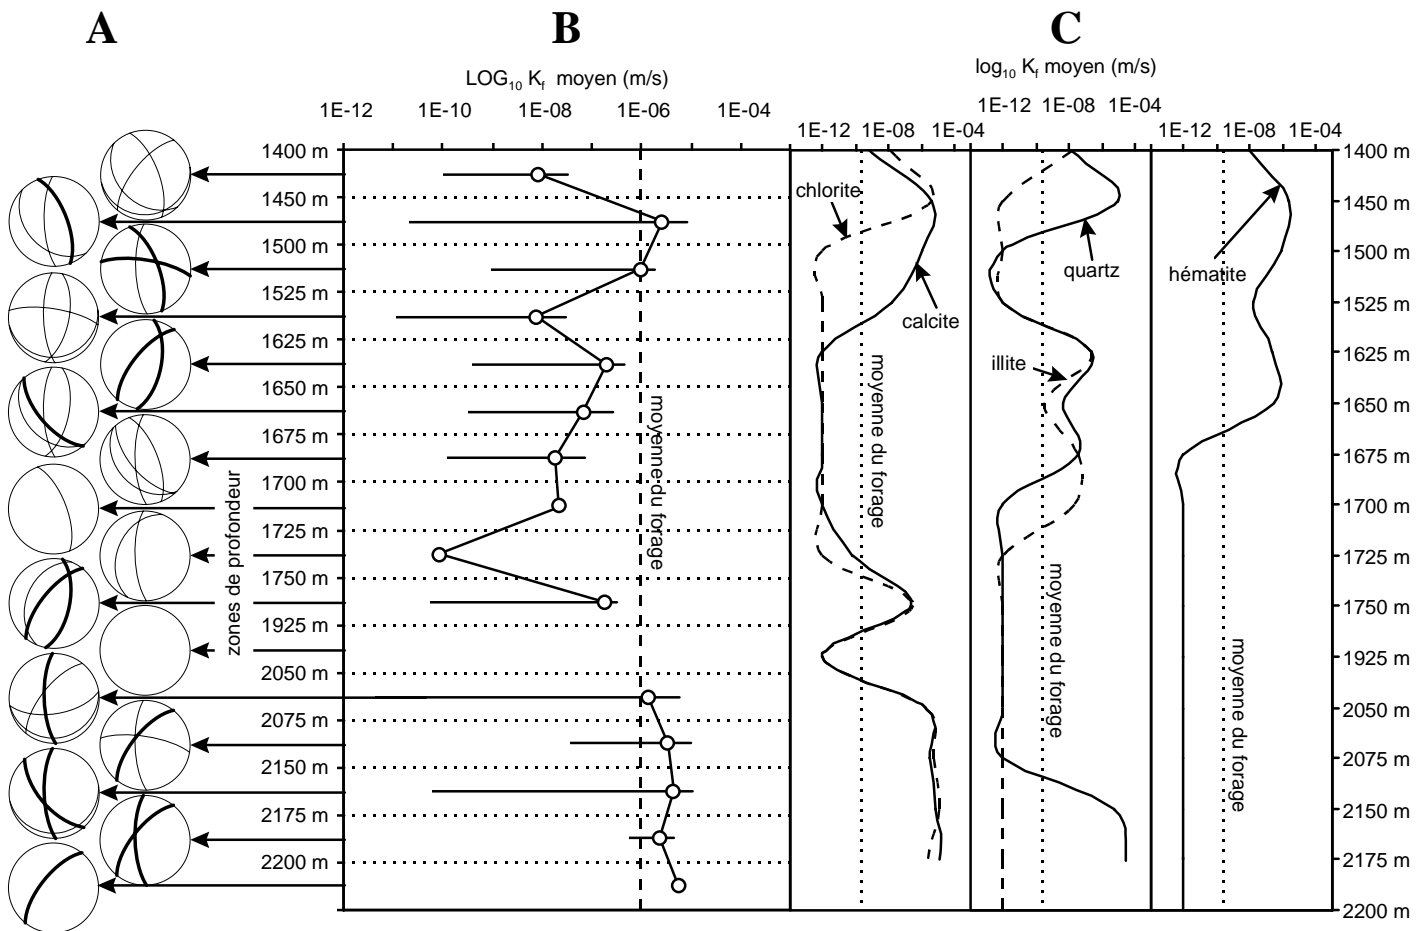 A
B
C
LOG10 Kf moyen (m/s)
log10 Kf moyen (m/s)
1E-12 1E-10 1E-08 1E-06 1E-04
1E-12 1E-08 1E-04
1E-12 1E-08 1E-04
1E-12 1E-08 1E-04
1400 m
1450 m
1500 m
1525 m
1625 m
1650 m
1675 m
1700 m
1725 m
1750 m
1925 m
2050 m
2075 m
2150 m
2175 m
2200 m
zones de profondeur
moyenne du forage
chlorite
calcite
moyenne du forage
quartz
illite
moyenne du forage
hématite
moyenne du forage
1400 m
1450 m
1500 m
1525 m
1625 m
1650 m
1675 m
1700 m
1725 m
1750 m
1925 m
2050 m
2075 m
2150 m
2175 m
2200 m